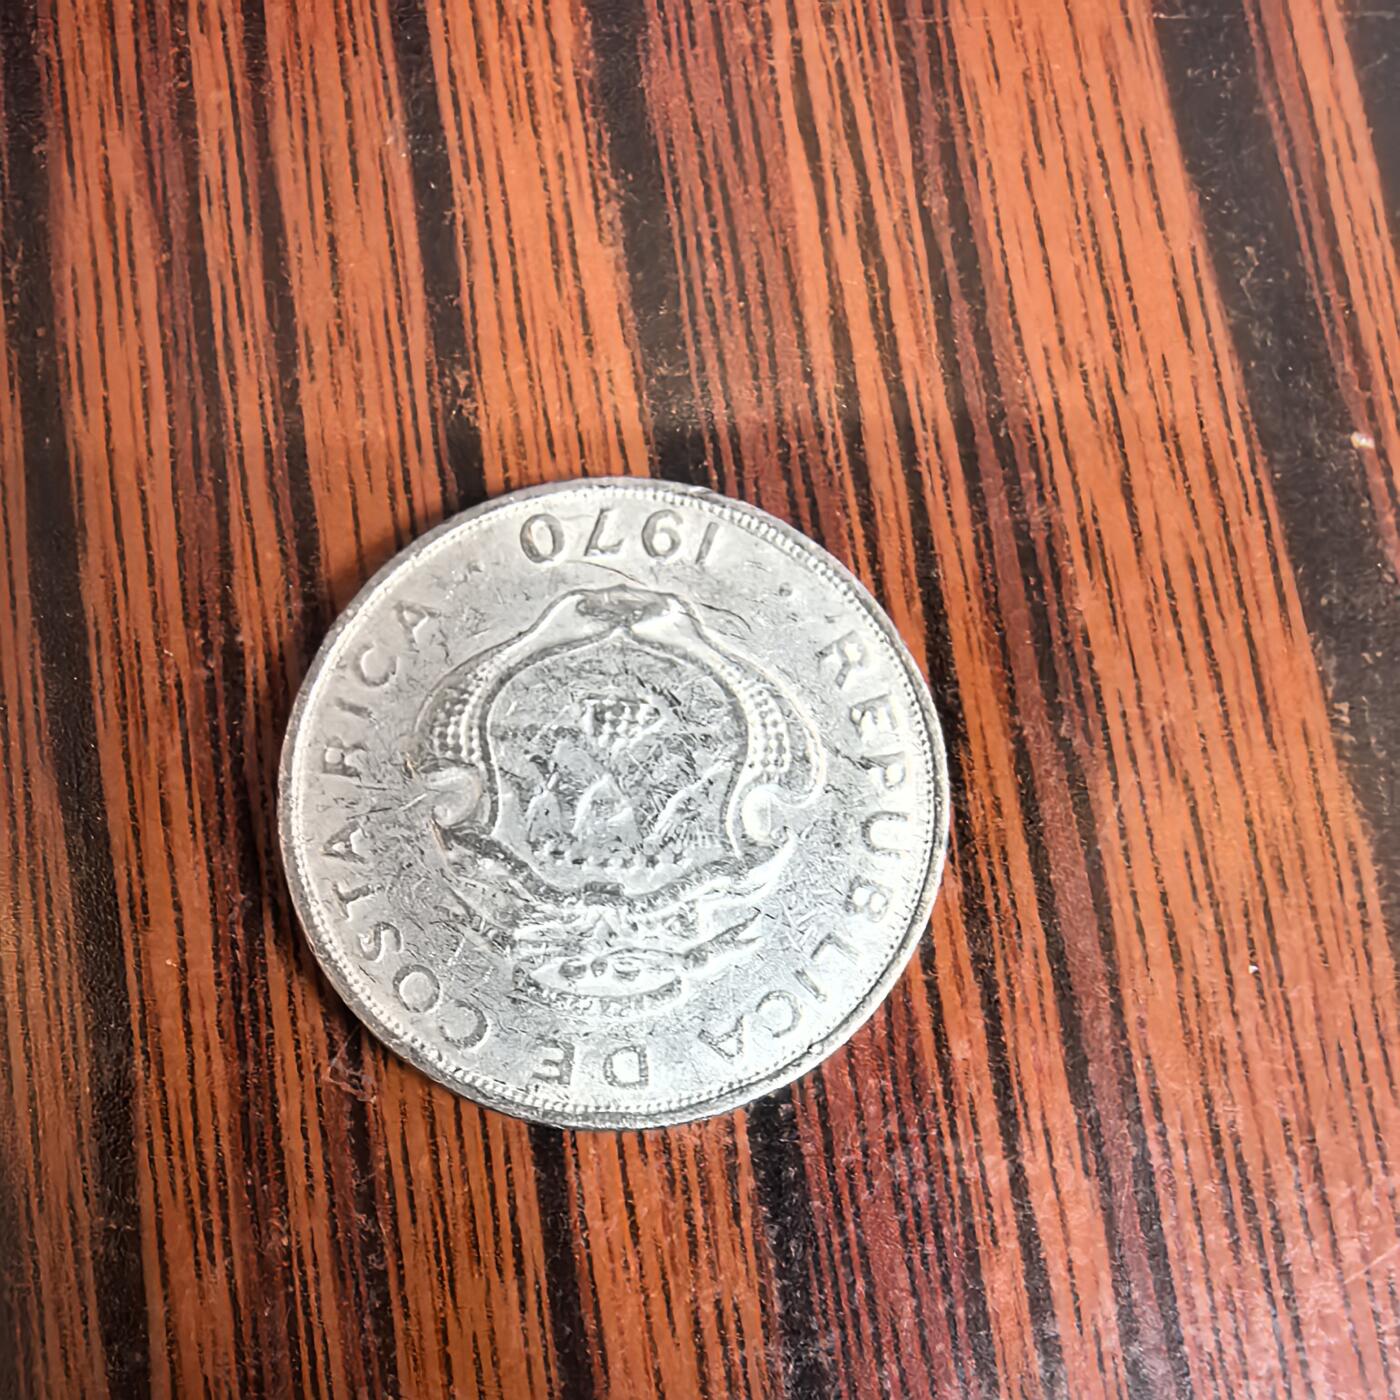 REPUBLICA DE COSTA RICA
1970